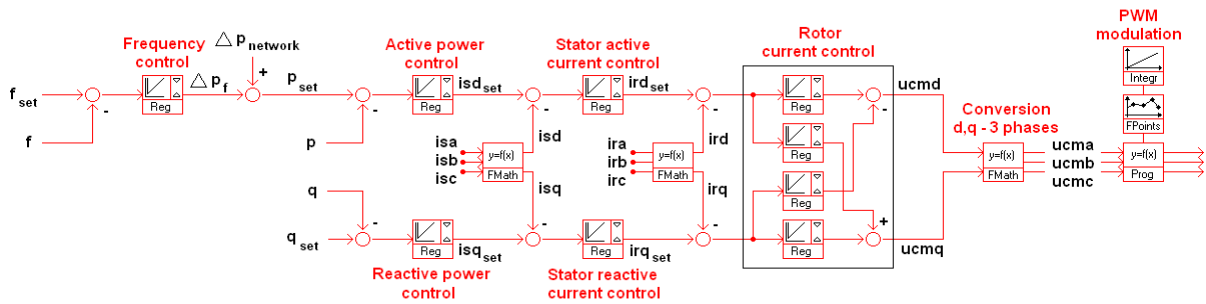 Frequency
control
△ p network
△ p f
f set
f
-
Reg
+
p set
Active power
control
-
Reg
isd set
p
q
q set
-
Reg
isq set
Reactive power
control
isa
isb
isc
y=f(x)
FMath
isd
isq
-
-
Stator active
current control
Reg
ird set
Reg
irq set
Stator reactive
current control
ira
irb
irc
y=f(x)
FMath
ird
irq
-
-
Rotor
current control
Reg
Reg
Reg
Reg
-
+
ucmd
ucmq
Conversion
d,q - 3 phases
y=f(x)
FMath
ucma
ucmb
ucmc
PWM
modulation
Integr
FPoints
y=f(x)
Prog